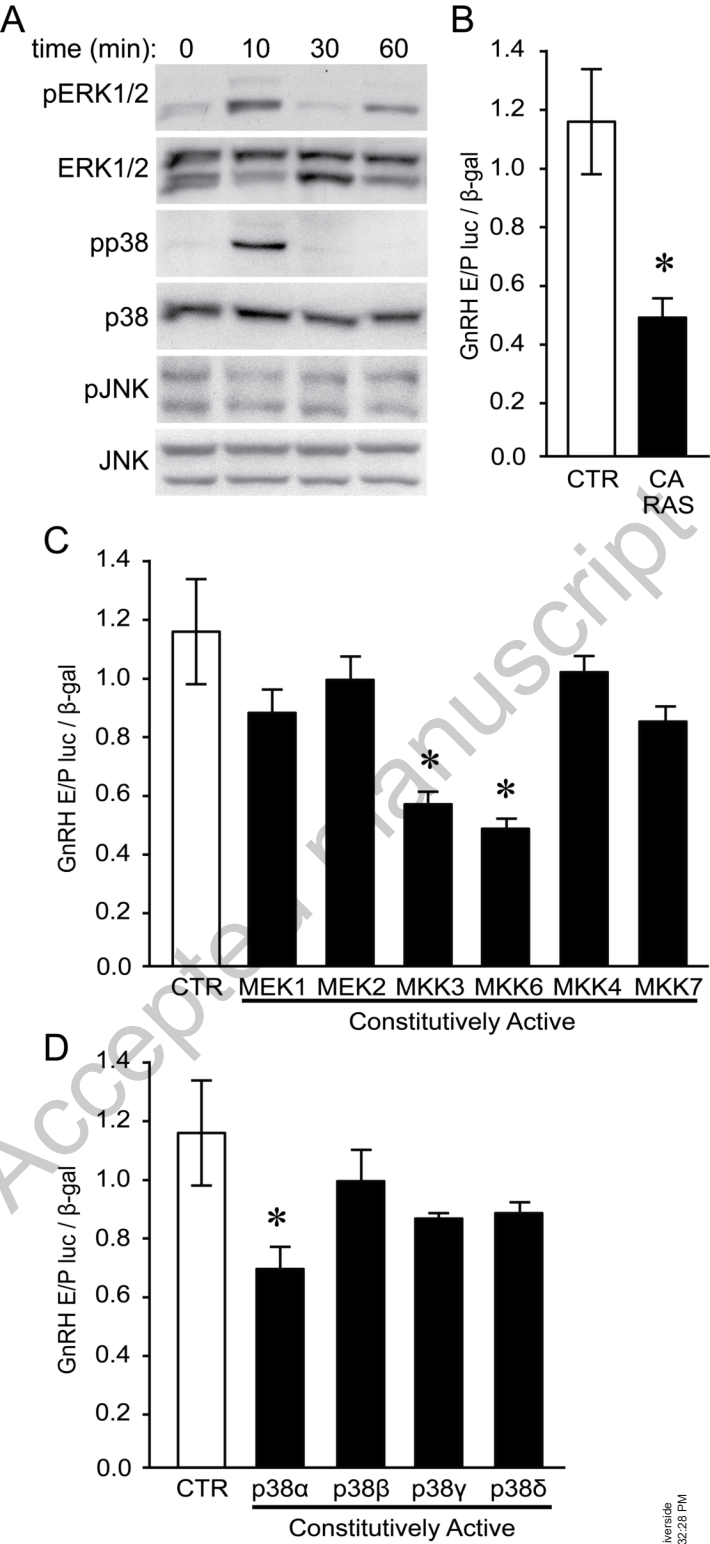 A
time (min): 0 10 30 60
pERK1/2
ERK1/2
pp38
p38
pJNK
JNK
B
GnRH E/P luc / β-gal
1.4
1.2
1.0
0.8
0.6
0.4
0.2
0.0
*
CTR CA
RAS
C
GnRH E/P luc / β-gal
1.4
1.2
1.0
0.8
0.6
0.4
0.2
0.0
* *
CTR MEK1 MEK2 MKK3 MKK6 MKK4 MKK7
Constitutively Active
D
GnRH E/P luc / β-gal
1.4
1.2
1.0
0.8
0.6
0.4
0.2
0.0
*
CTR p38α p38β p38γ p38δ
Constitutively Active
Accepted manuscript
iverside
32:28 PM